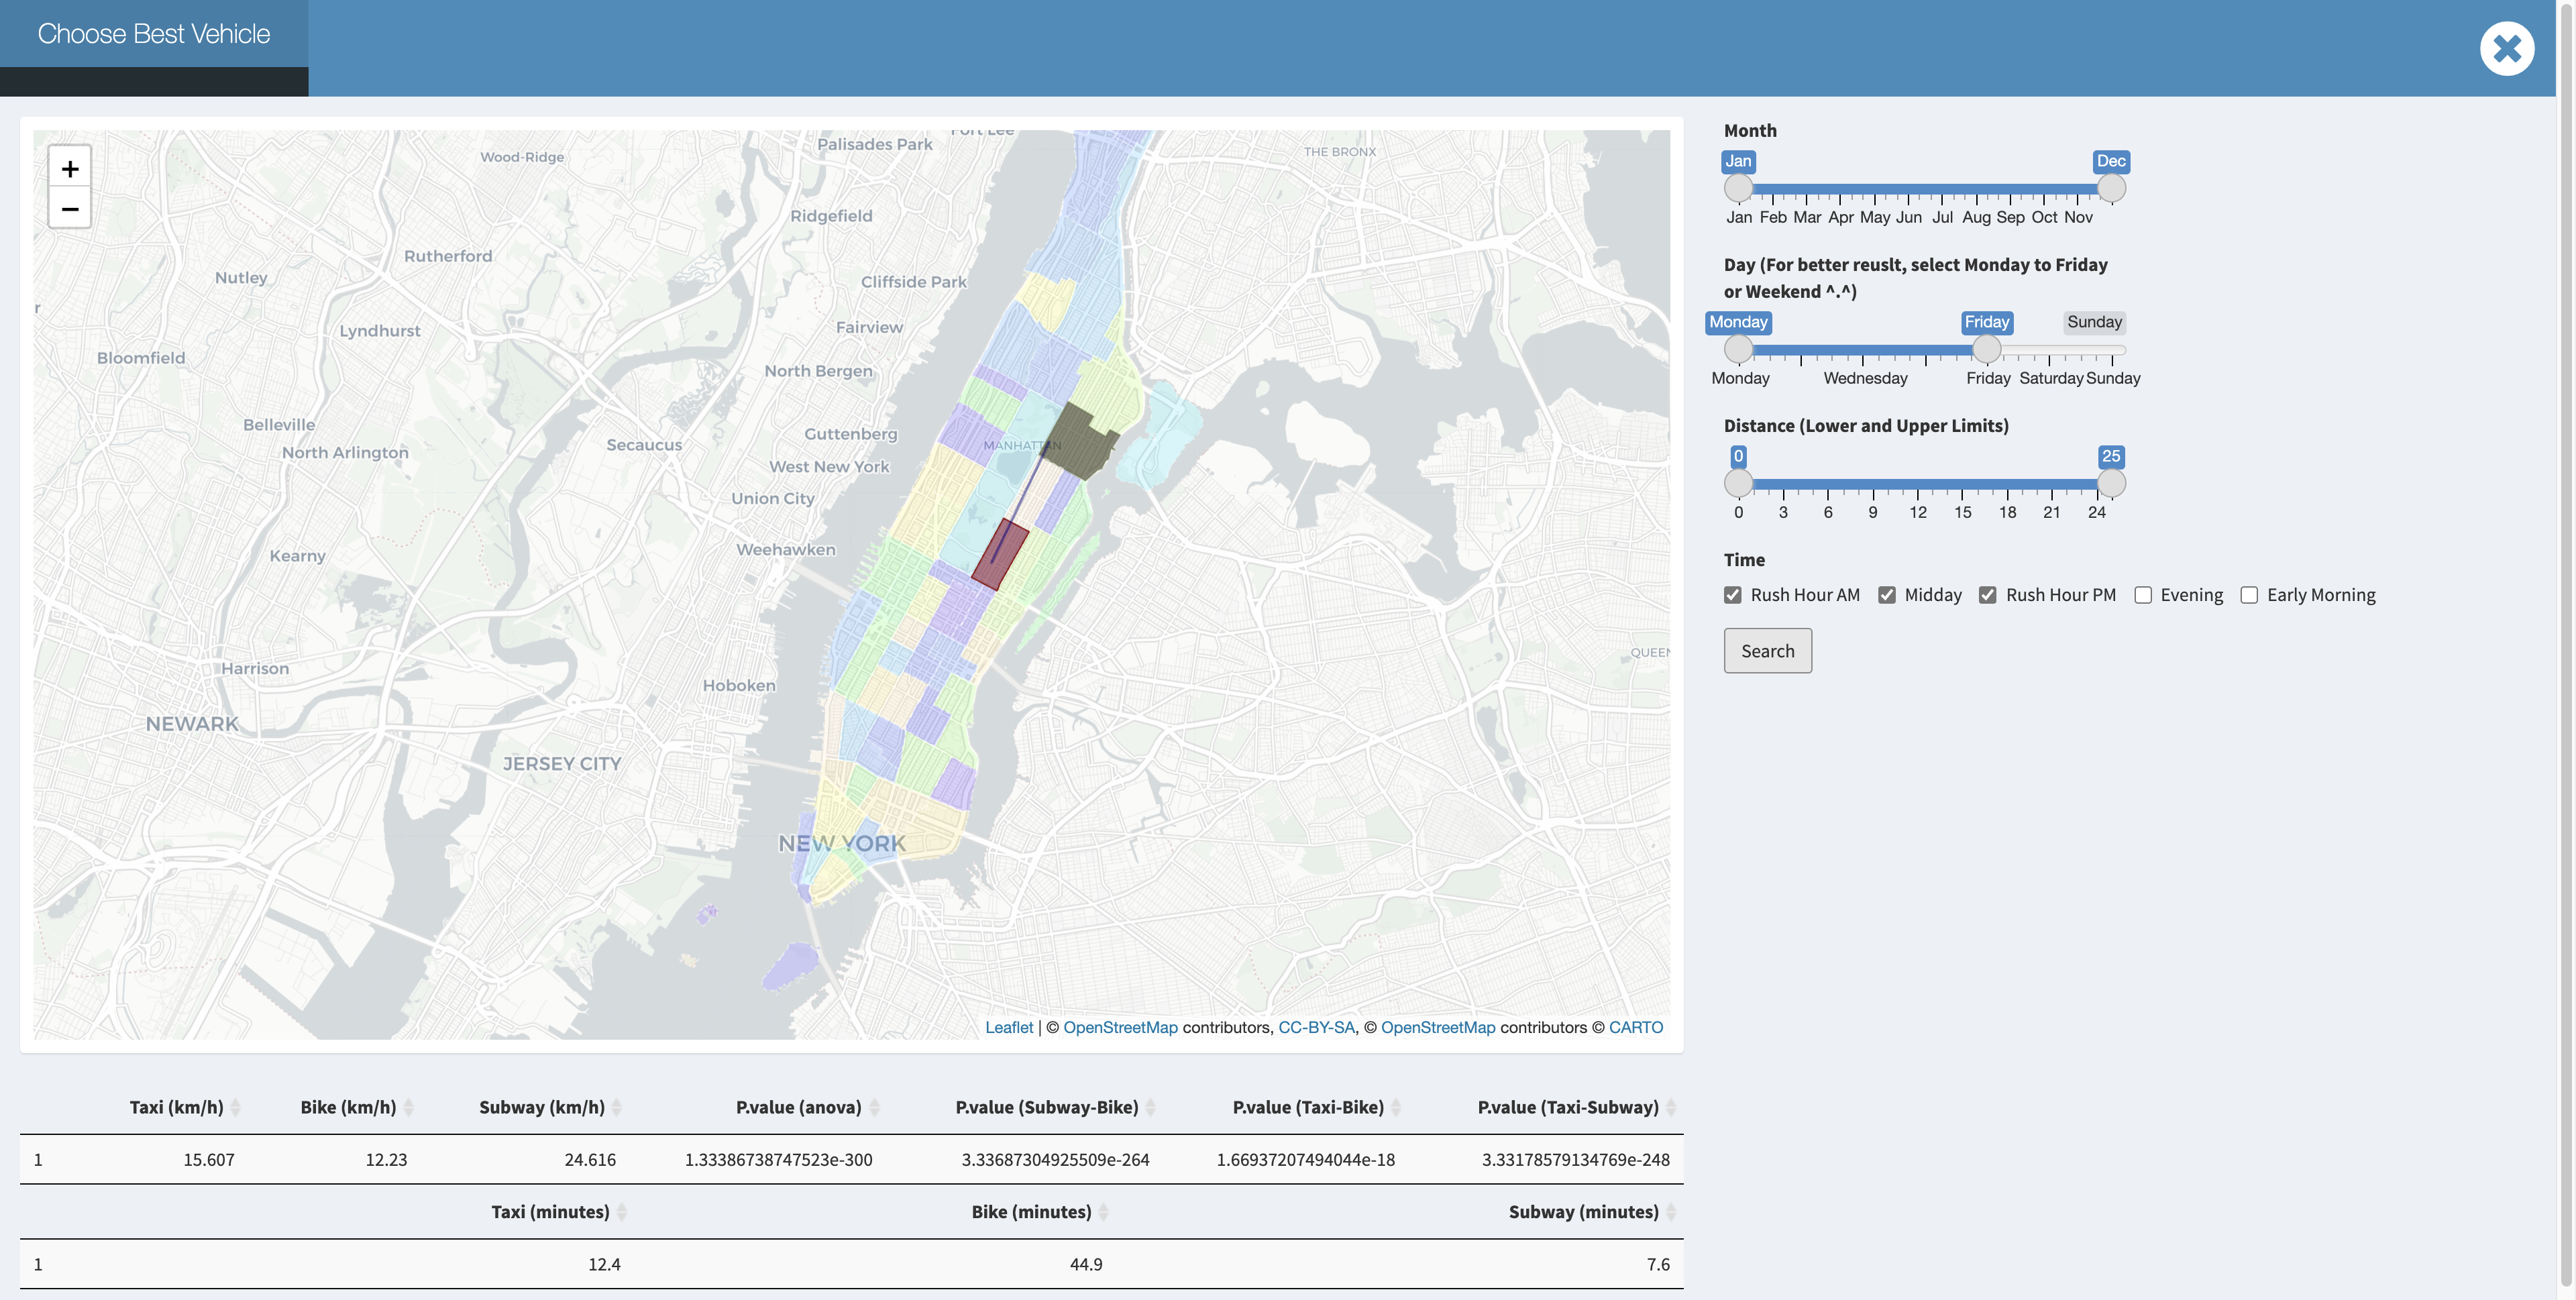 Choose Best Vehicle
+
−
Fort Lee
Palisades Park
THE BRONX
Wood-Ridge
Ridgefield
Rutherford
Nutley
Cliffside Park
r
Fairview
Lyndhurst
Bloomfield
North Bergen
Belleville
Guttenberg
Secaucus
MANHATTAN
North Arlington
West New York
Union City
Weehawken
Kearny
Harrison
QUEEN
Hoboken
NEWARK
JERSEY CITY
NEW YORK
Leaflet | © OpenStreetMap contributors, CC-BY-SA, © OpenStreetMap contributors © CARTO
Month
Jan Dec
Jan Feb Mar Apr May Jun Jul Aug Sep Oct Nov
Day (For better reuslt, select Monday to Friday
or Weekend ^.^)
Monday Friday Sunday
Monday Wednesday Friday Saturday Sunday
Distance (Lower and Upper Limits)
0 25
0 3 6 9 12 15 18 21 24
Time
Rush Hour AM Midday Rush Hour PM Evening Early Morning
Search
Taxi (km/h) Bike (km/h) Subway (km/h) P.value (anova) P.value (Subway-Bike) P.value (Taxi-Bike) P.value (Taxi-Subway)
1 15.607 12.23 24.616 1.33386738747523e-300 3.33687304925509e-264 1.66937207494044e-18 3.33178579134769e-248
Taxi (minutes) Bike (minutes) Subway (minutes)
1 12.4 44.9 7.6